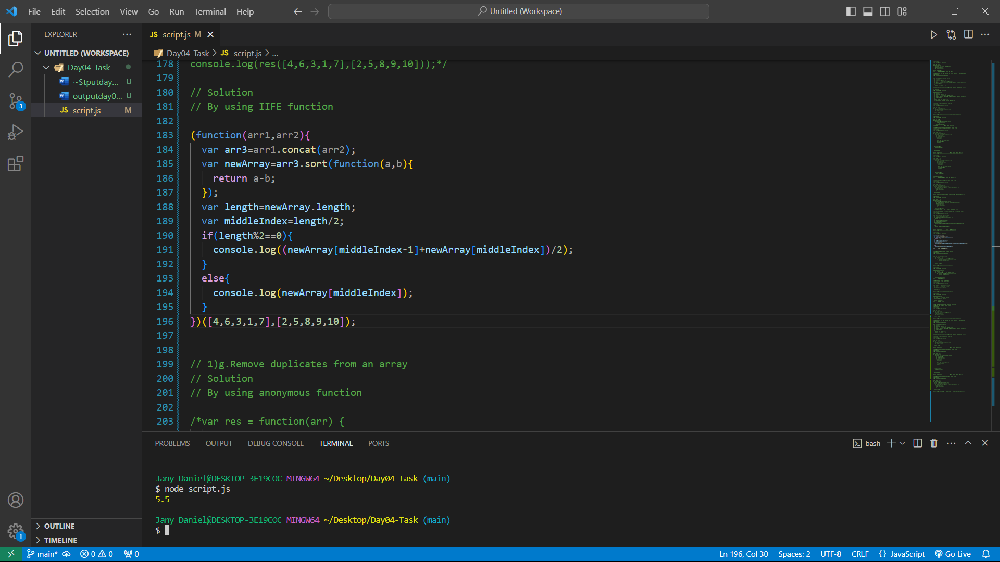 File Edit Selection View Go Run Terminal Help
Untitled (Workspace)
EXPLORER
UNTITLED (WORKSPACE)
Day04-Task
~$tputday... U
outputday0... U
JS script.js M
3
1
OUTLINE
TIMELINE
JS script.js M
Day04-Task > JS script.js > ...
178 console.log(res([4,6,3,1,7],[2,5,8,9,10]));*/
179
180 // Solution
181 // By using IIFE function
182
183 (function(arr1,arr2){
184 var arr3=arr1.concat(arr2);
185 var newArray=arr3.sort(function(a,b){
186 return a-b;
187 });
188 var length=newArray.length;
189 var middleIndex=length/2;
190 if(length%2==0){
191 console.log((newArray[middleIndex-1]+newArray[middleIndex])/2);
192 }
193 else{
194 console.log(newArray[middleIndex]);
195 }
196 })([4,6,3,1,7],[2,5,8,9,10]);
197
198
199 // 1)g.Remove duplicates from an array
200 // Solution
201 // By using anonymous function
202
203 /*var res = function(arr) {
PROBLEMS OUTPUT DEBUG CONSOLE TERMINAL PORTS
bash
Jany Daniel@DESKTOP-3E19COC MINGW64 ~/Desktop/Day04-Task (main)
$ node script.js
5.5
Jany Daniel@DESKTOP-3E19COC MINGW64 ~/Desktop/Day04-Task (main)
$
main* 0 0 0 Ln 196, Col 30 Spaces: 2 UTF-8 CRLF {} JavaScript Go Live